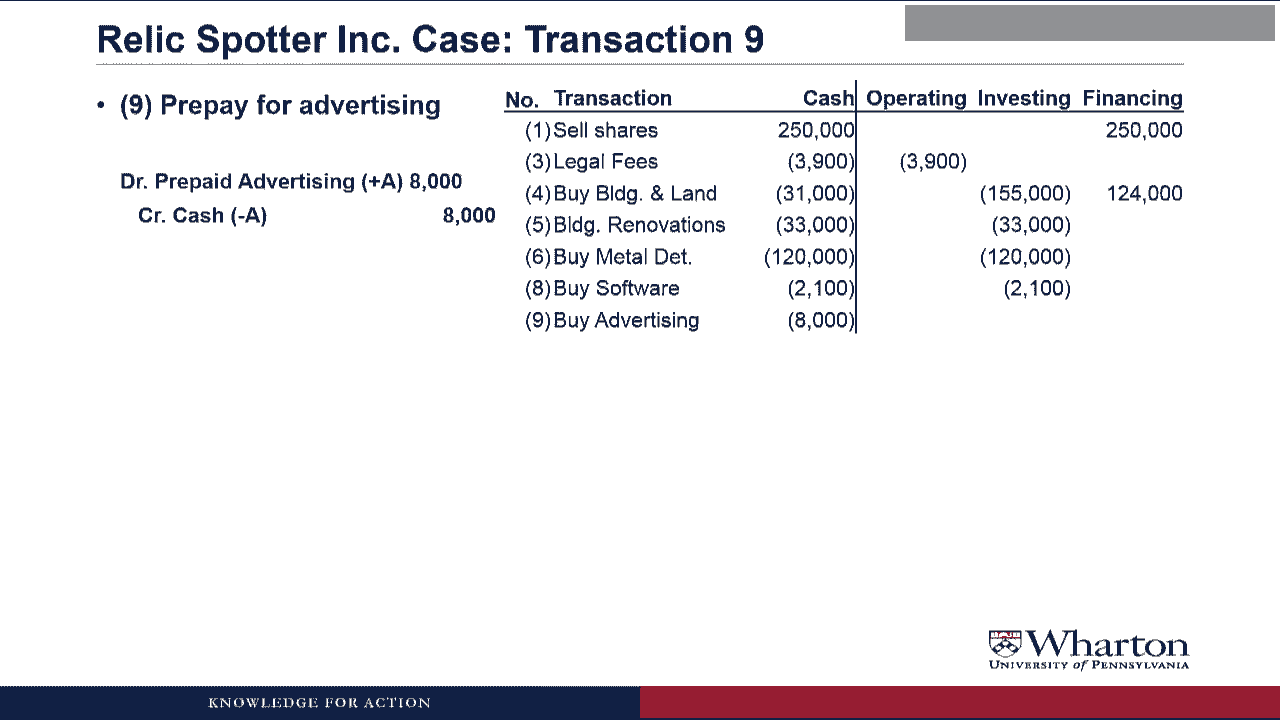 Relic Spotter Inc. Case: Transaction 9
• (9) Prepay for advertising
Dr. Prepaid Advertising (+A) 8,000
Cr. Cash (-A) 8,000
No. Transaction Cash Operating Investing Financing
(1) Sell shares 250,000 250,000
(3) Legal Fees (3,900) (3,900)
(4) Buy Bldg. & Land (31,000) (155,000) 124,000
(5) Bldg. Renovations (33,000) (33,000)
(6) Buy Metal Det. (120,000) (120,000)
(8) Buy Software (2,100) (2,100)
(9) Buy Advertising (8,000)
Wharton
UNIVERSITY of PENNSYLVANIA
KNOWLEDGE FOR ACTION